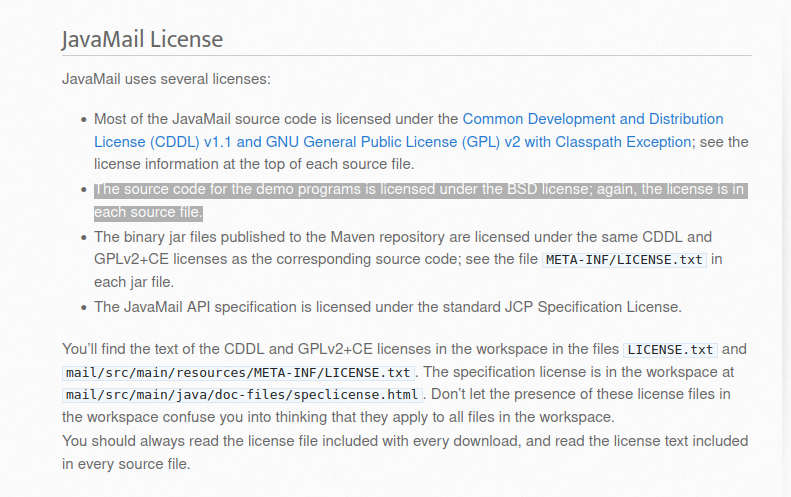 JavaMail License
JavaMail uses several licenses:
• Most of the JavaMail source code is licensed under the Common Development and Distribution
License (CDDL) v1.1 and GNU General Public License (GPL) v2 with Classpath Exception; see the
license information at the top of each source file.
• The source code for the demo programs is licensed under the BSD license; again, the license is in
each source file.
• The binary jar files published to the Maven repository are licensed under the same CDDL and
GPLv2+CE licenses as the corresponding source code; see the file META-INF/LICENSE.txt in
each jar file.
• The JavaMail API specification is licensed under the standard JCP Specification License.
You’ll find the text of the CDDL and GPLv2+CE licenses in the workspace in the files LICENSE.txt and
mail/src/main/resources/META-INF/LICENSE.txt. The specification license is in the workspace at
mail/src/main/java/doc-files/speclicense.html. Don’t let the presence of these license files in
the workspace confuse you into thinking that they apply to all files in the workspace.
You should always read the license file included with every download, and read the license text included
in every source file.